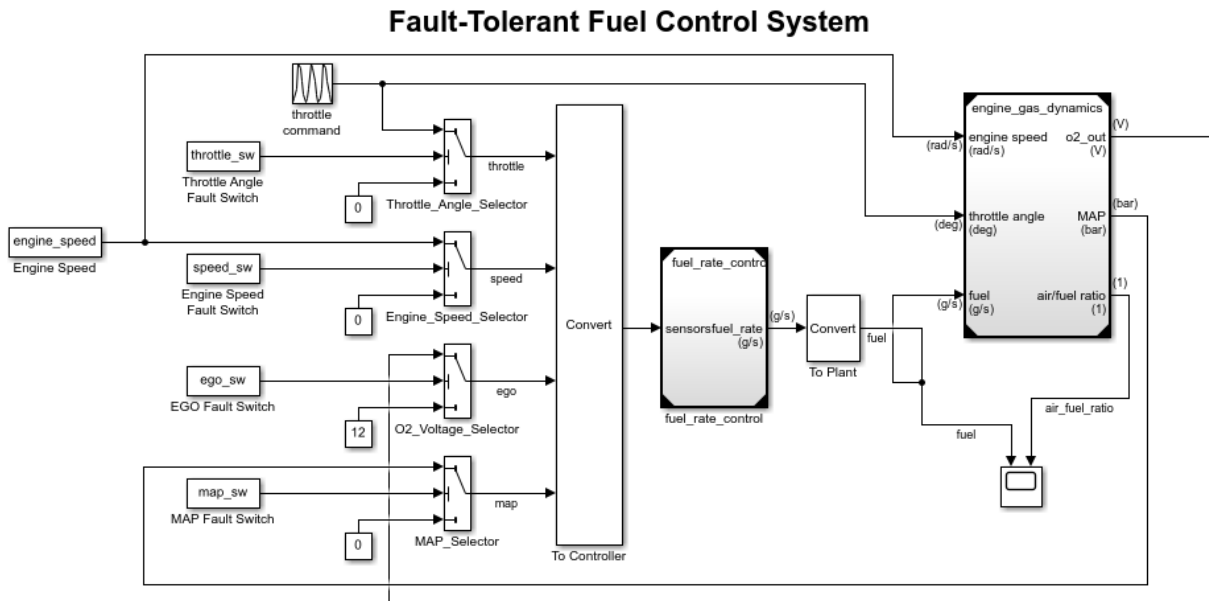 Fault-Tolerant Fuel Control System
throttle
command
engine_gas_dynamics
engine speed
(rad/s)
(rad/s)
o2_out
(V)
(V)
throttle_sw
Throttle Angle
Fault Switch
0
Throttle_Angle_Selector
throttle
throttle angle
(deg)
(deg)
MAP
(bar)
(bar)
engine_speed
Engine Speed
speed_sw
Engine Speed
Fault Switch
0
Engine_Speed_Selector
speed
fuel_rate_contro
sensorsfuel_rate
(g/s)
(g/s)
fuel_rate_control
Convert
To Controller
Convert
To Plant
fuel
fuel
(g/s)
(g/s)
air/fuel ratio
(1)
(1)
ego_sw
EGO Fault Switch
12
O2_Voltage_Selector
ego
air_fuel_ratio
fuel
map_sw
MAP Fault Switch
0
MAP_Selector
map